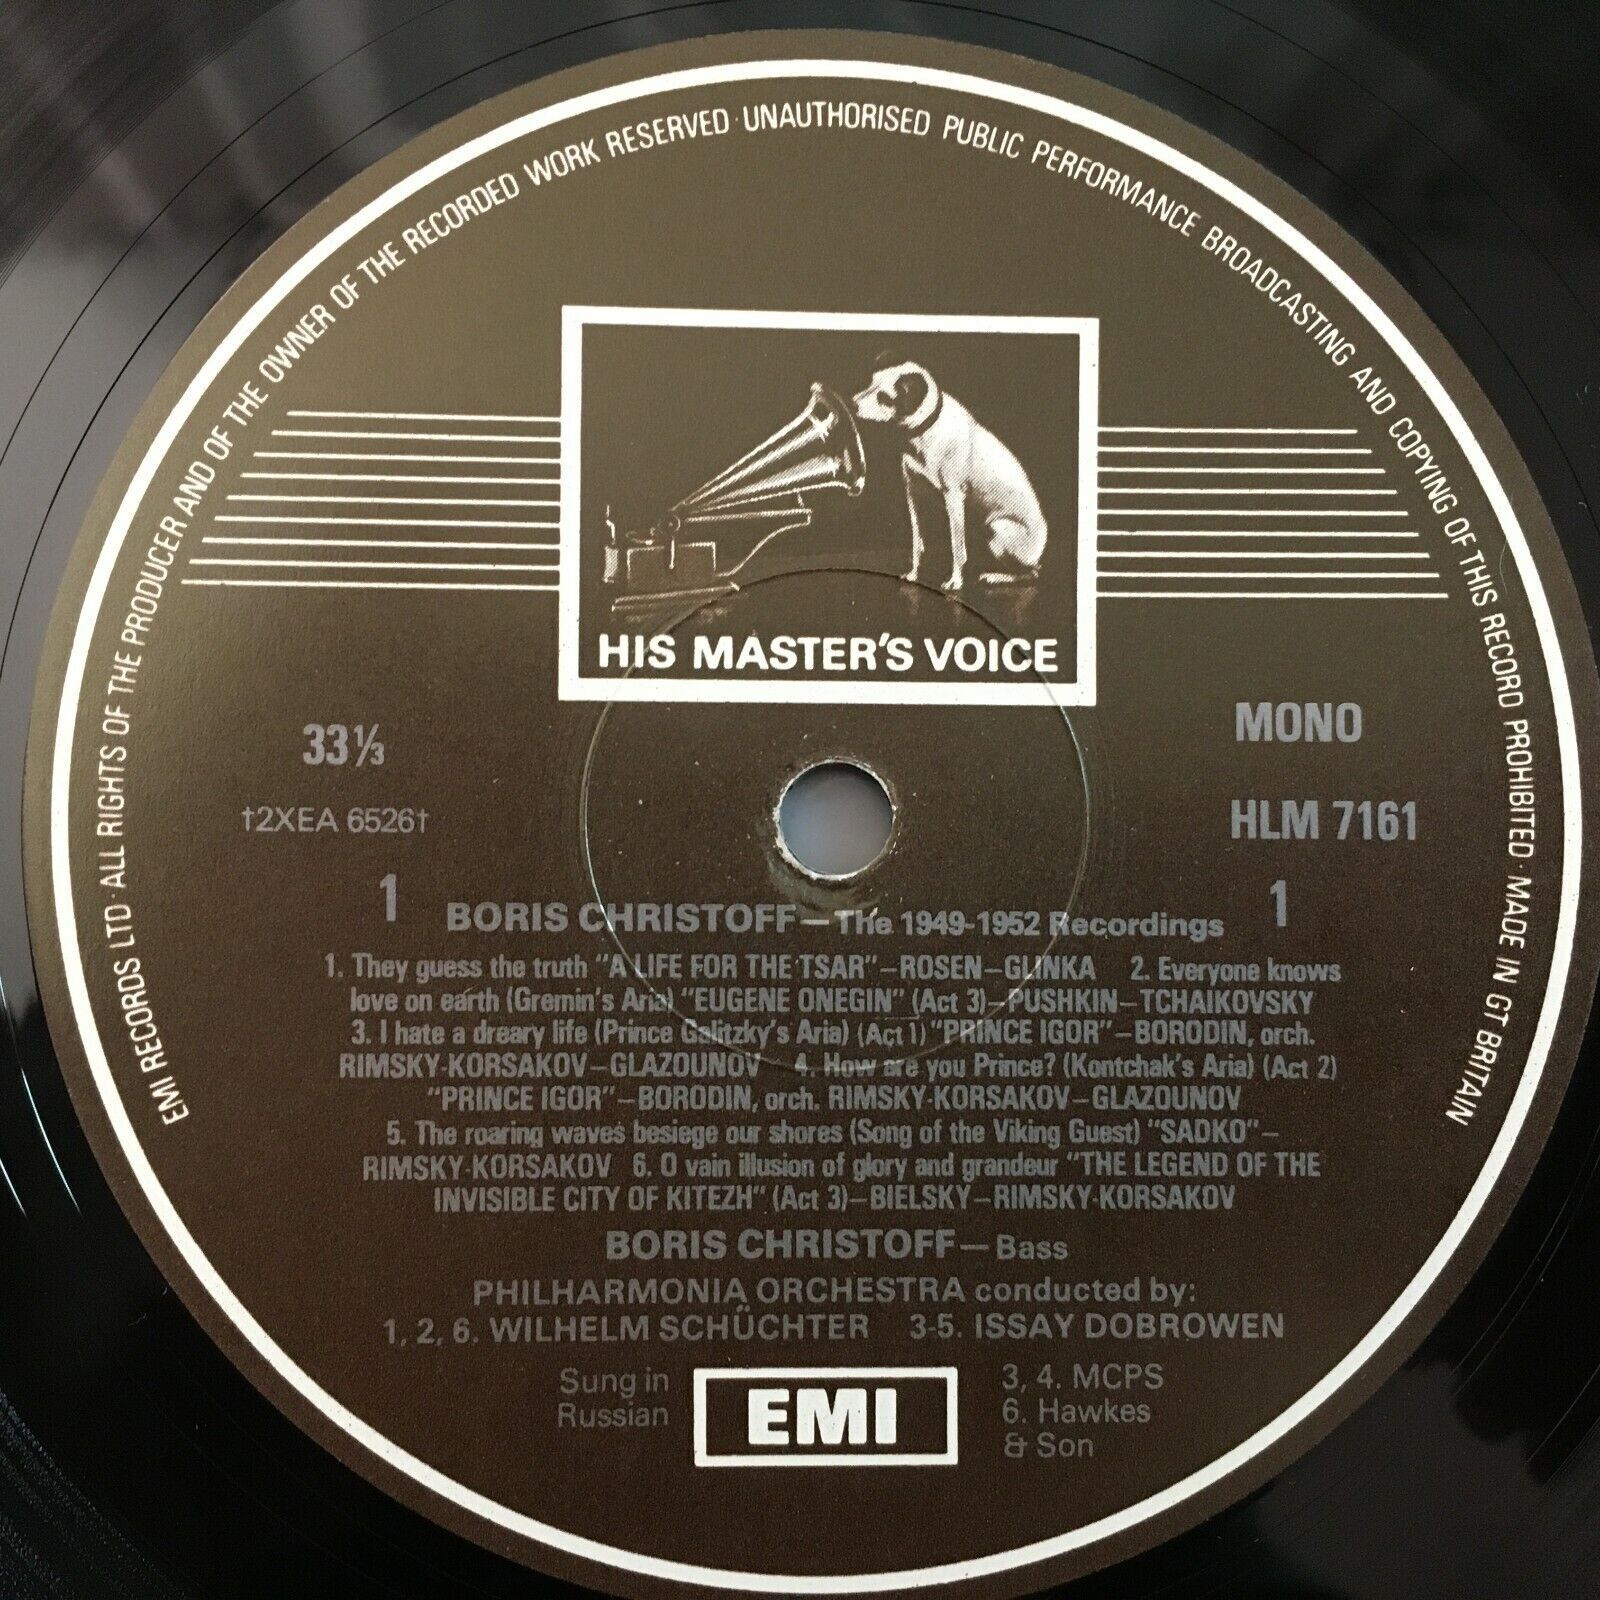 EMI RECORDS LTD · ALL RIGHTS OF THE PRODUCER AND OF THE OWNER OF THE RECORDED WORK RESERVED · UNAUTHORISED PUBLIC PERFORMANCE BROADCASTING AND COPYING OF THIS RECORD PROHIBITED · MADE IN GT BRITAIN
HIS MASTER'S VOICE
33⅓
MONO
†2XEA 6526†
HLM 7161
1
1
BORIS CHRISTOFF—The 1949-1952 Recordings
1. They guess the truth "A LIFE FOR THE TSAR"—ROSEN—GLINKA 2. Everyone knows
love on earth (Gremin's Aria) "EUGENE ONEGIN" (Act 3)—PUSHKIN—TCHAIKOVSKY
3. I hate a dreary life (Prince Galitzky's Aria) (Act 1) "PRINCE IGOR"—BORODIN, orch.
RIMSKY-KORSAKOV—GLAZOUNOV 4. How are you Prince? (Kontchak's Aria) (Act 2)
"PRINCE IGOR"—BORODIN, orch. RIMSKY-KORSAKOV—GLAZOUNOV
5. The roaring waves besiege our shores (Song of the Viking Guest) "SADKO"—
RIMSKY-KORSAKOV 6. O vain illusion of glory and grandeur "THE LEGEND OF THE
INVISIBLE CITY OF KITEZH" (Act 3)—BIELSKY—RIMSKY-KORSAKOV
BORIS CHRISTOFF—Bass
PHILHARMONIA ORCHESTRA conducted by:
1, 2, 6. WILHELM SCHÜCHTER 3-5. ISSAY DOBROWEN
Sung in
Russian
EMI
3, 4. MCPS
6. Hawkes
& Son